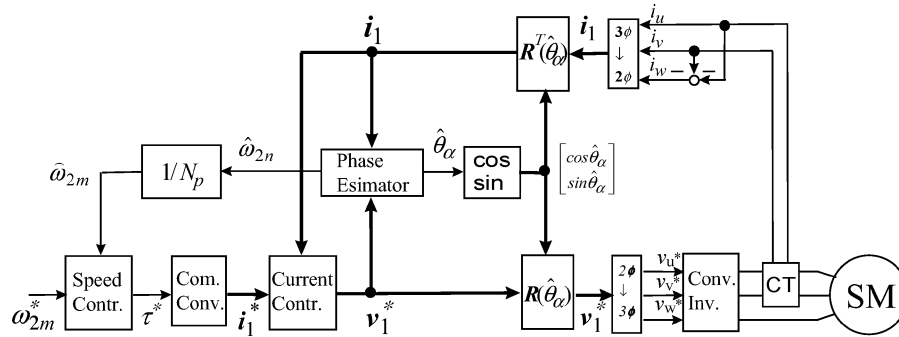 i₁
Rᵀ(θ̂α)
i₁
3ϕ
↓
2ϕ
iu
iv
iw
ω̂2m
1/Np
ω̂2n
Phase
Esimator
θ̂α
cos
sin
[cosθ̂α
sinθ̂α]
ω*2m
Speed
Contr.
τ*
Com.
Conv.
i₁*
Current
Contr.
v₁*
R(θ̂α)
v₁*
2ϕ
↓
3ϕ
vu*
vv*
vw*
Conv.
Inv.
CT
SM